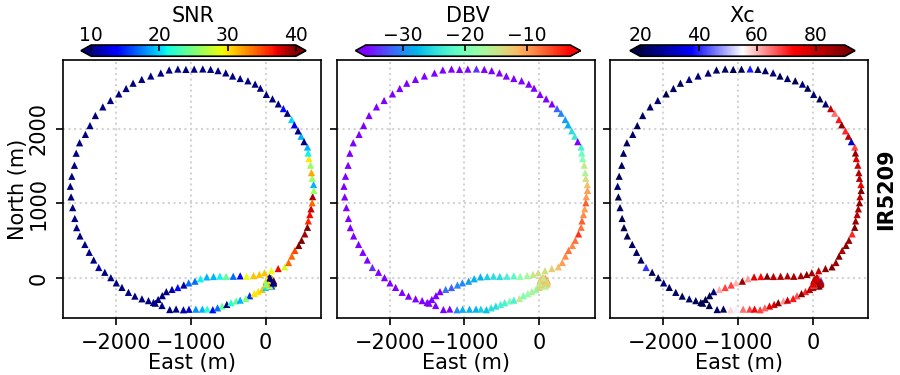 SNR DBV Xc
10 20 30 40 −30 −20 −10 20 40 60 80
North (m)
2000
1000
0
IR5209
−2000 −1000 0 −2000 −1000 0 −2000 −1000 0
East (m) East (m) East (m)